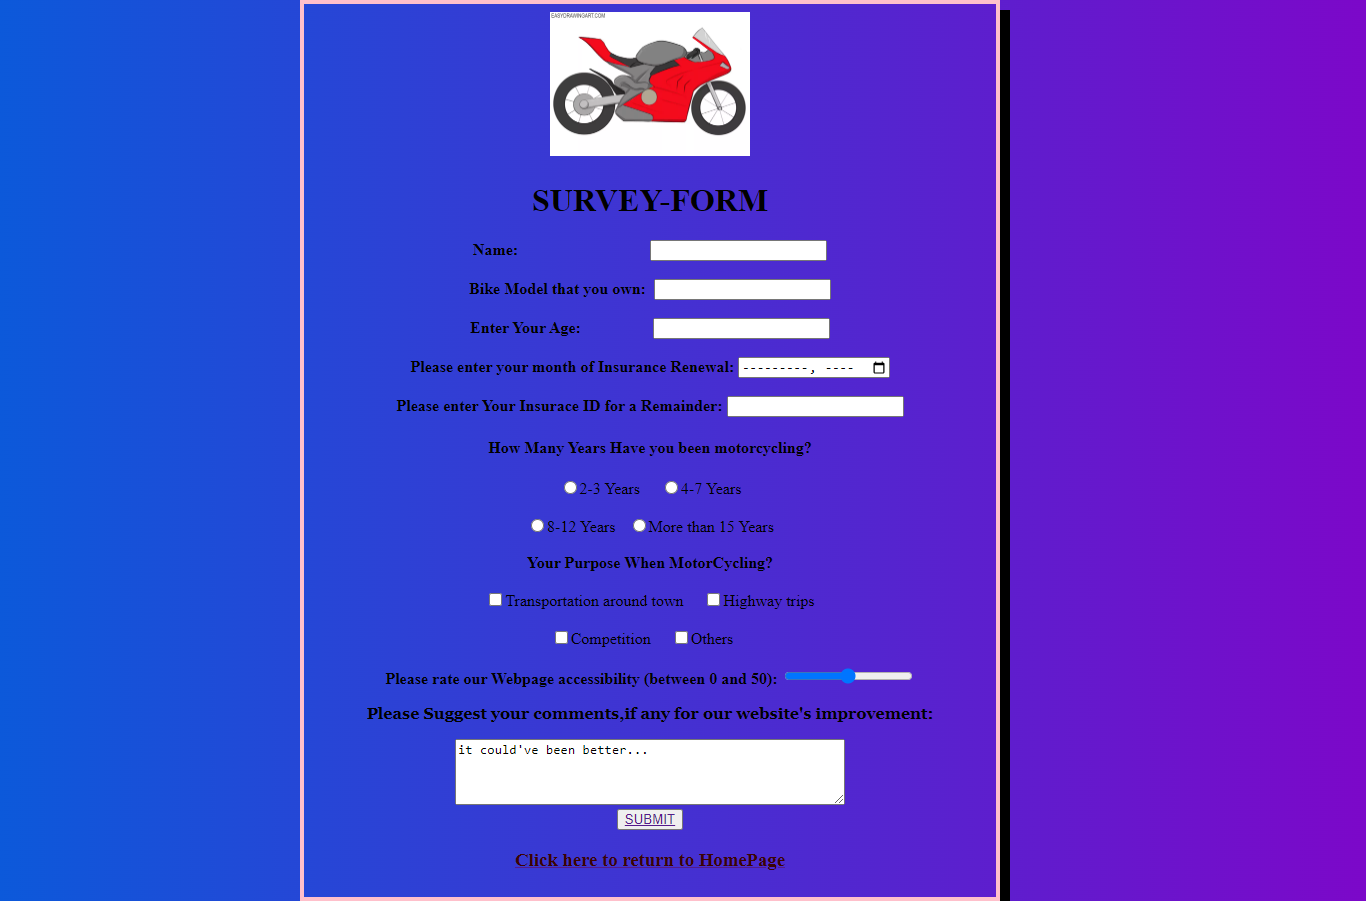 EASYDRAWINGART.COM
SURVEY-FORM
Name:
Bike Model that you own:
Enter Your Age:
Please enter your month of Insurance Renewal: ---------, ----
Please enter Your Insurace ID for a Remainder:
How Many Years Have you been motorcycling?
2-3 Years 4-7 Years
8-12 Years More than 15 Years
Your Purpose When MotorCycling?
Transportation around town Highway trips
Competition Others
Please rate our Webpage accessibility (between 0 and 50):
Please Suggest your comments,if any for our website's improvement:
it could've been better...
SUBMIT
Click here to return to HomePage